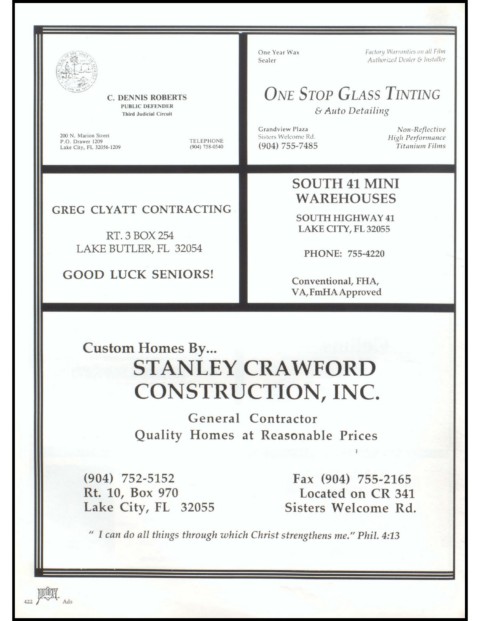 C. DENNIS ROBERTS
PUBLIC DEFENDER
Third Judicial Circuit
200 N. Marion Street
P.O. Drawer 1209
Lake City, FL 32056-1209
TELEPHONE
One Year Wax
Sealer
Factory Warranties on all Film
Authorized Dealer & Installer
ONE STOP GLASS TINTING
& Auto Detailing
Grandview Plaza
Sisters Welcome Rd.
(904) 755-7485
Non-Reflective
High Performance
Titanium Films
GREG CLYATT CONTRACTING
RT. 3 BOX 254
LAKE BUTLER, FL 32054
GOOD LUCK SENIORS!
SOUTH 41 MINI
WAREHOUSES
SOUTH HIGHWAY 41
LAKE CITY, FL 32055
PHONE: 755-4220
Conventional, FHA,
VA, FmHA Approved
Custom Homes By...
STANLEY CRAWFORD
CONSTRUCTION, INC.
General Contractor
Quality Homes at Reasonable Prices
(904) 752-5152
Rt. 10, Box 970
Lake City, FL 32055
Fax (904) 755-2165
Located on CR 341
Sisters Welcome Rd.
" I can do all things through which Christ strengthens me." Phil. 4:13
422
Ads